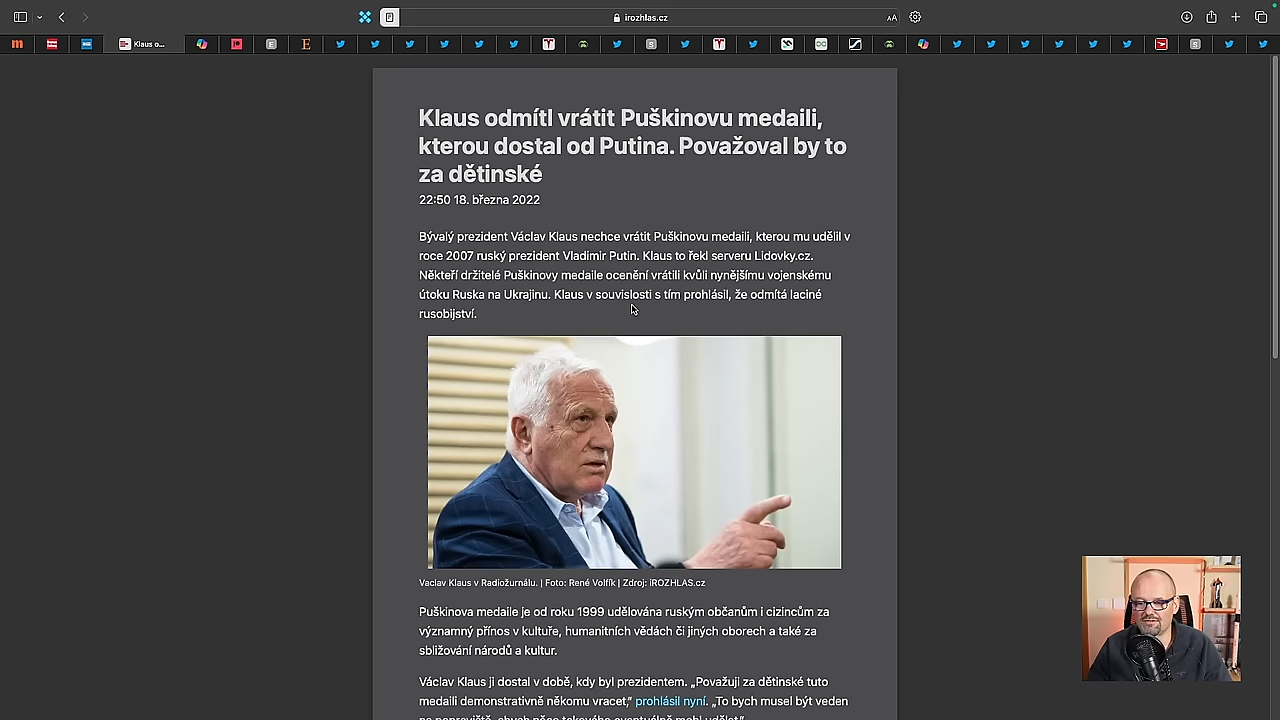 irozhlas.cz
Klaus o...
Klaus odmítl vrátit Puškinovu medaili,
kterou dostal od Putina. Považoval by to
za dětinské
22:50 18. března 2022
Bývalý prezident Václav Klaus nechce vrátit Puškinovu medaili, kterou mu udělil v
roce 2007 ruský prezident Vladimir Putin. Klaus to řekl serveru Lidovky.cz.
Někteří držitelé Puškinovy medaile ocenění vrátili kvůli nynějšímu vojenskému
útoku Ruska na Ukrajinu. Klaus v souvislosti s tím prohlásil, že odmítá laciné
rusobijství.
Vaclav Klaus v Radiožurnálu. | Foto: René Volfík | Zdroj: iROZHLAS.cz
Puškinova medaile je od roku 1999 udělována ruským občanům i cizincům za
významný přínos v kultuře, humanitních vědách či jiných oborech a také za
sbližování národů a kultur.
Václav Klaus ji dostal v době, kdy byl prezidentem. „Považuji za dětinské tuto
medaili demonstrativně někomu vracet,“ prohlásil nyní. „To bych musel být veden